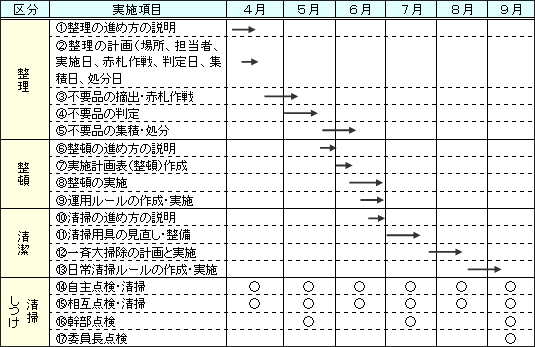 区分 実施項目 4月 5月 6月 7月 8月 9月
整理
①整理の進め方の説明
②整理の計画(場所、担当者、
実施日、赤札作戦、判定日、集
積日、処分日
③不要品の摘出・赤札作戦
④不要品の判定
⑤不要品の集積・処分
整頓
⑥整頓の進め方の説明
⑦実施計画表(整頓)作成
⑧整頓の実施
⑨運用ルールの作成・実施
清潔
⑩清掃の進め方の説明
⑪清掃用具の見直し・整備
⑫一斉大掃除の計画と実施
⑬日常清掃ルールの作成・実施
清掃
しつけ
⑭自主点検・清掃 ○ ○ ○ ○ ○ ○
⑮相互点検・清掃 ○ ○ ○ ○ ○ ○
⑯幹部点検 ○ ○ ○
⑰委員長点検 ○